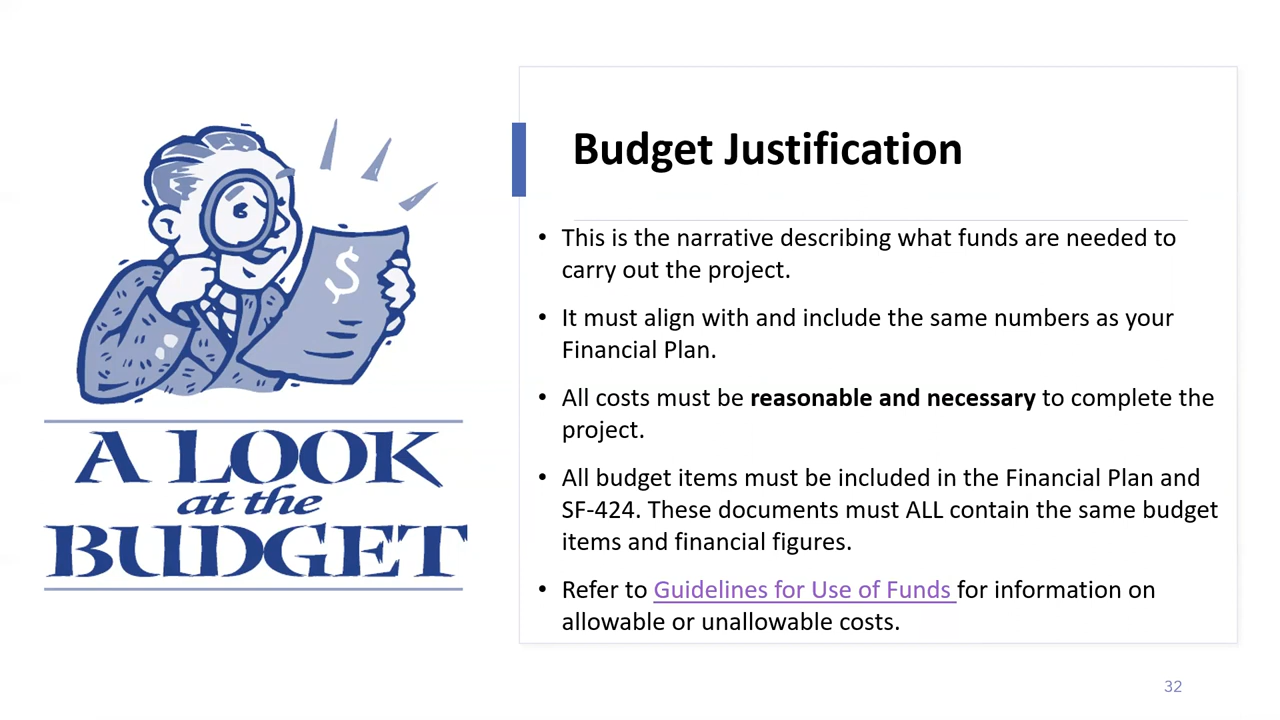 $
A LOOK
at the
BUDGET
Budget Justification
• This is the narrative describing what funds are needed to
carry out the project.
• It must align with and include the same numbers as your
Financial Plan.
• All costs must be reasonable and necessary to complete the
project.
• All budget items must be included in the Financial Plan and
SF-424. These documents must ALL contain the same budget
items and financial figures.
• Refer to Guidelines for Use of Funds for information on
allowable or unallowable costs.
32